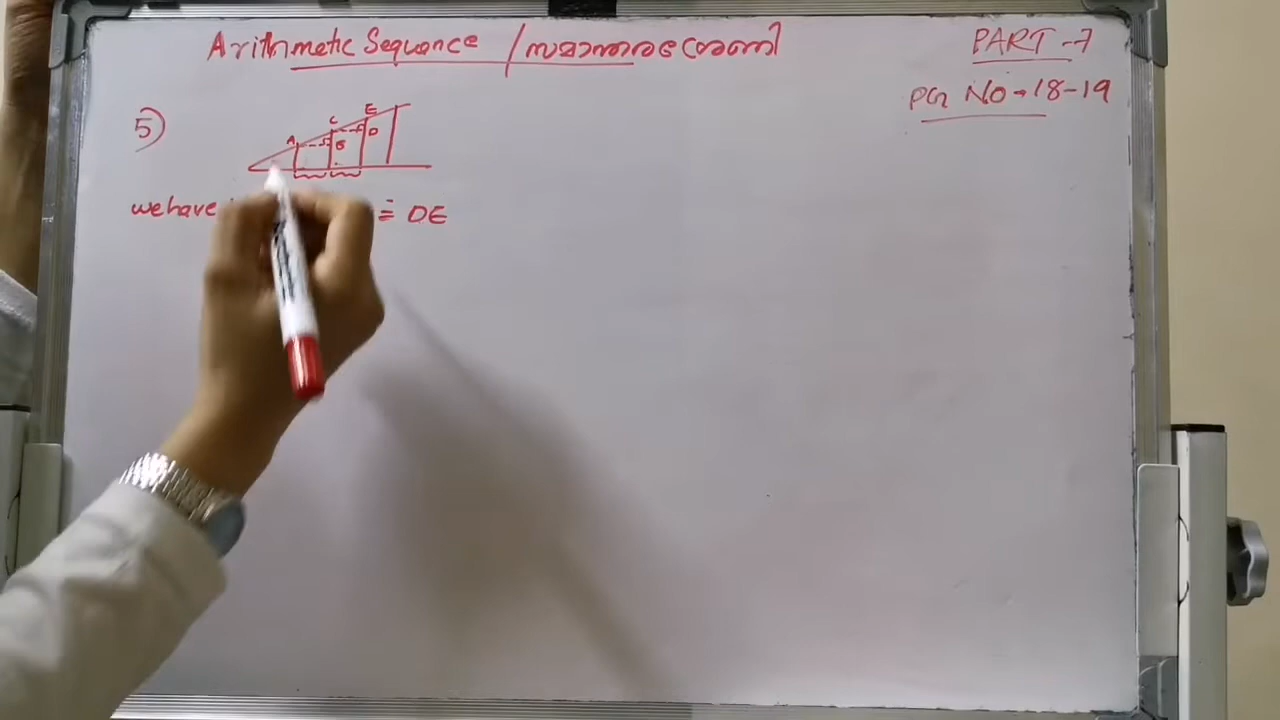 Arithmetic Sequence / സമാന്തരശ്രേണി
PART-7
PG NO → 18-19
5)
A
C
E
B
D
we have
= DE